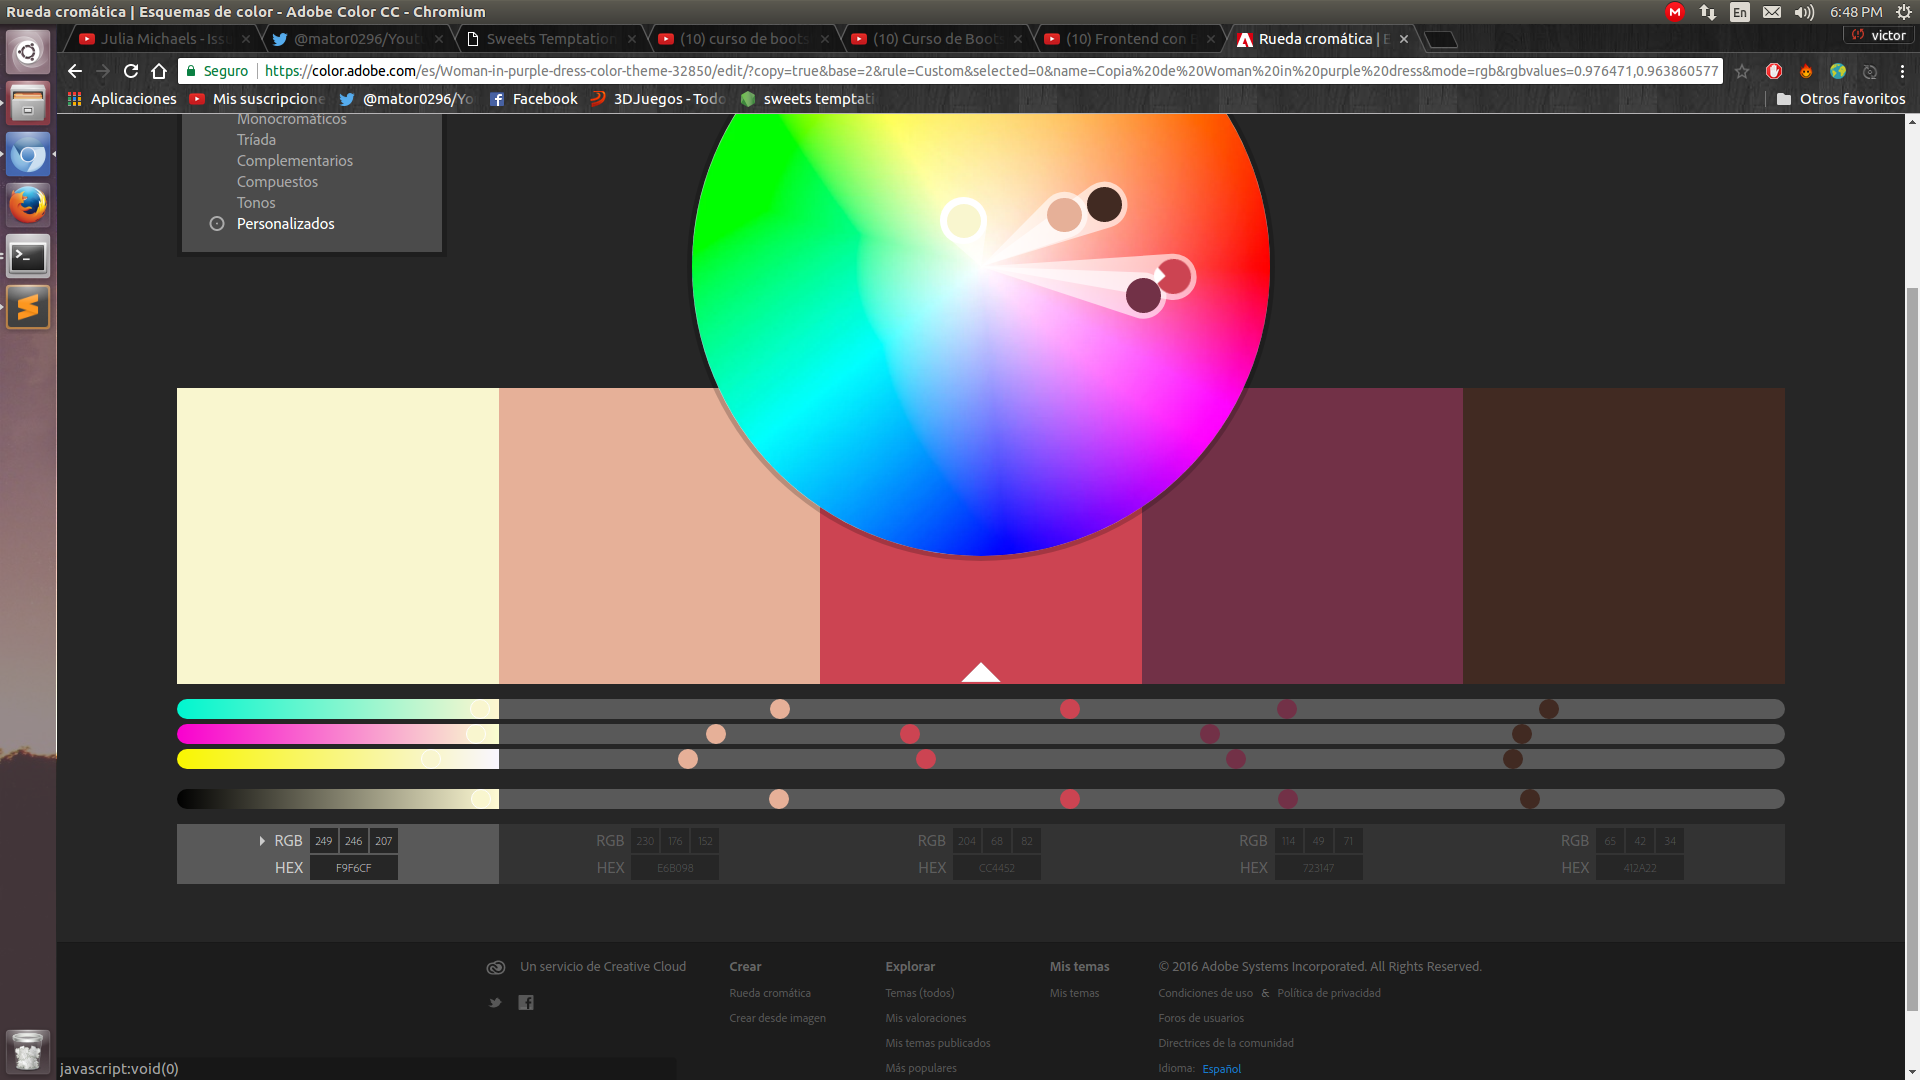 Rueda cromática | Esquemas de color - Adobe Color CC - Chromium
En
6:48 PM
Julia Michaels - Iss
@mator0296/Yout
Sweets Temptation
(10) curso de boots
(10) Curso de Boots
(10) Frontend con B
Rueda cromática | E
victor
Seguro
https://color.adobe.com/es/Woman-in-purple-dress-color-theme-32850/edit/?copy=true&base=2&rule=Custom&selected=0&name=Copia%20de%20Woman%20in%20purple%20dress&mode=rgb&rgbvalues=0.976471,0.963860577
Aplicaciones
Mis suscripcione
@mator0296/Yo
Facebook
3DJuegos - Todo
sweets temptati
Otros favoritos
Monocromáticos
Tríada
Complementarios
Compuestos
Tonos
Personalizados
RGB 249 246 207
HEX F9F6CF
RGB 230 176 152
HEX E6B098
RGB 204 68 82
HEX CC4452
RGB 114 49 71
HEX 723147
RGB 65 42 34
HEX 412A22
Un servicio de Creative Cloud
Crear
Rueda cromática
Crear desde imagen
Explorar
Temas (todos)
Mis valoraciones
Mis temas publicados
Más populares
Mis temas
Mis temas
© 2016 Adobe Systems Incorporated. All Rights Reserved.
Condiciones de uso & Política de privacidad
Foros de usuarios
Directrices de la comunidad
Idioma: Español
javascript:void(0)